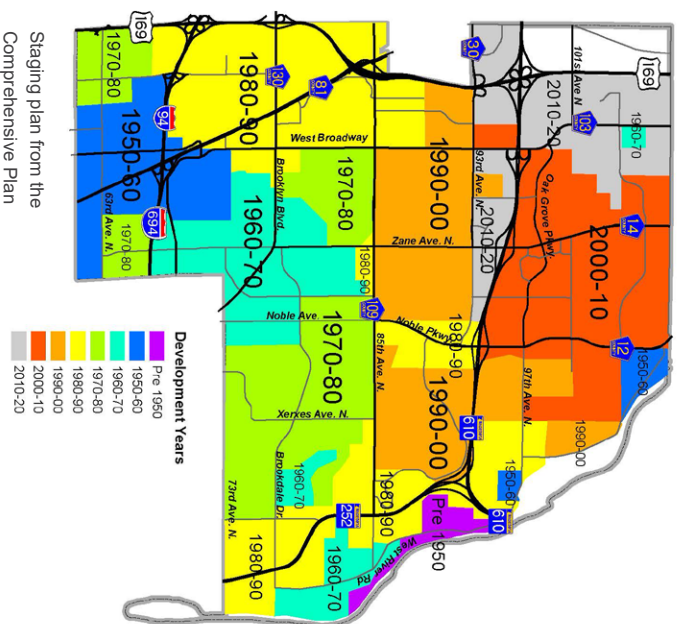 Staging plan from the
Comprehensive Plan
169
1970-80
1980-90
130
81
30
101st Ave N
169
94
1950-60
West Broadway
2010-20
103
1960-70
63rd Ave. N.
1970-80
694
Brooklyn Blvd.
1960-70
1970-80
1990-00
93rd Ave. N.
2010-20
Oak Grove Pkwy.
14
Zane Ave. N.
2000-10
1980-90
Noble Ave.
109
Noble Pkwy
1980-90
12
1950-60
1970-80
85th Ave. N.
1990-00
97th Ave. N.
Xerxes Ave. N.
610
1990-00
1960-70
Brookdale Dr.
73rd Ave. N.
252
1980-90
1950-60
610
Pre 1950
1980-90
1960-70
West River Rd
Development Years
Pre 1950
1950-60
1960-70
1970-80
1980-90
1990-00
2000-10
2010-20